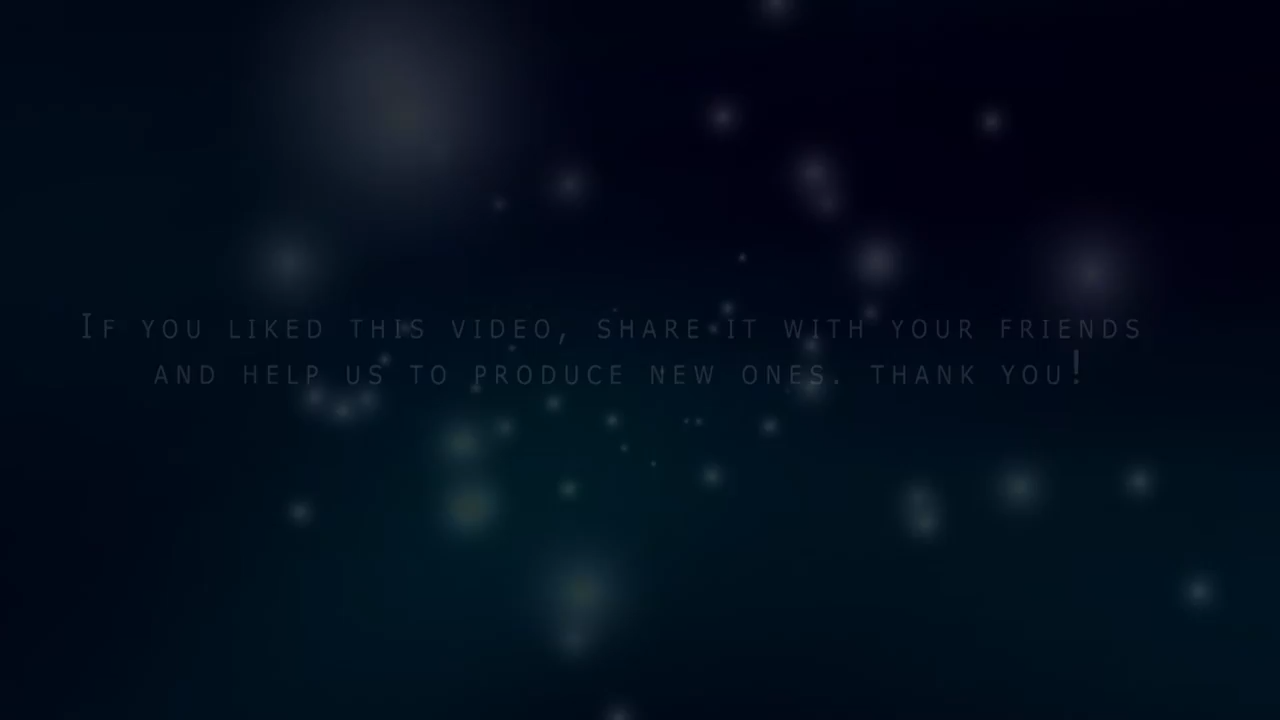 If you liked this video, share it with your friends
and help us to produce new ones. thank you!